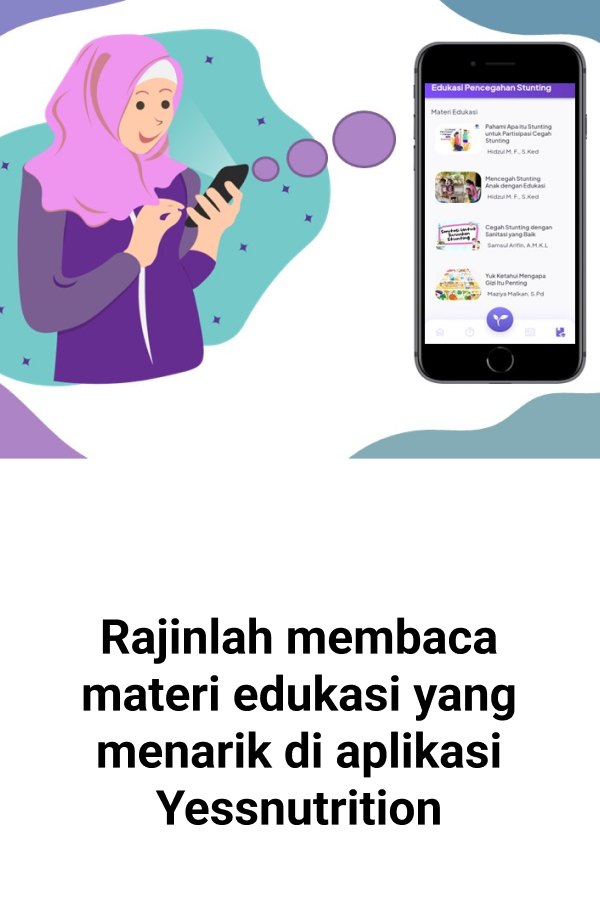 Edukasi Pencegahan Stunting
Materi Edukasi
Pahami Apa itu Stunting
untuk Partisipasi Cegah
Stunting
Hidzul M. F., S.Ked
Mencegah Stunting
Anak dengan Edukasi
Hidzul M. F., S.Ked
Cegah Stunting dengan
Sanitasi yang Baik
Samsul Arifin, A.M.K.L
Yuk Ketahui Mengapa
Gizi Itu Penting
Maziya Malkan, S.Pd
Rajinlah membaca
materi edukasi yang
menarik di aplikasi
Yessnutrition